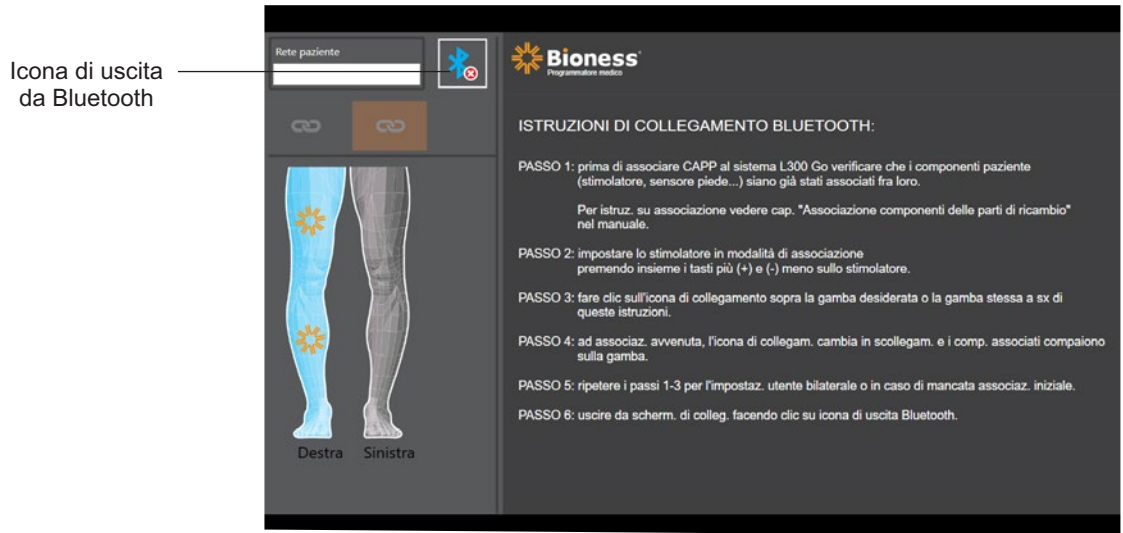 Icona di uscita
da Bluetooth
Rete paziente
Bioness
Programmatore medico
ISTRUZIONI DI COLLEGAMENTO BLUETOOTH:
PASSO 1: prima di associare CAPP al sistema L300 Go verificare che i componenti paziente
(stimolatore, sensore piede...) siano già stati associati fra loro.
Per istruz. su associazione vedere cap. "Associazione componenti delle parti di ricambio"
nel manuale.
PASSO 2: impostare lo stimolatore in modalità di associazione
premendo insieme i tasti più (+) e (-) meno sullo stimolatore.
PASSO 3: fare clic sull'icona di collegamento sopra la gamba desiderata o la gamba stessa a sx di
queste istruzioni.
PASSO 4: ad associaz. avvenuta, l'icona di collegam. cambia in scollegam. e i comp. associati compaiono
sulla gamba.
PASSO 5: ripetere i passi 1-3 per l'impostaz. utente bilaterale o in caso di mancata associaz. iniziale.
PASSO 6: uscire da scherm. di colleg. facendo clic su icona di uscita Bluetooth.
Destra Sinistra